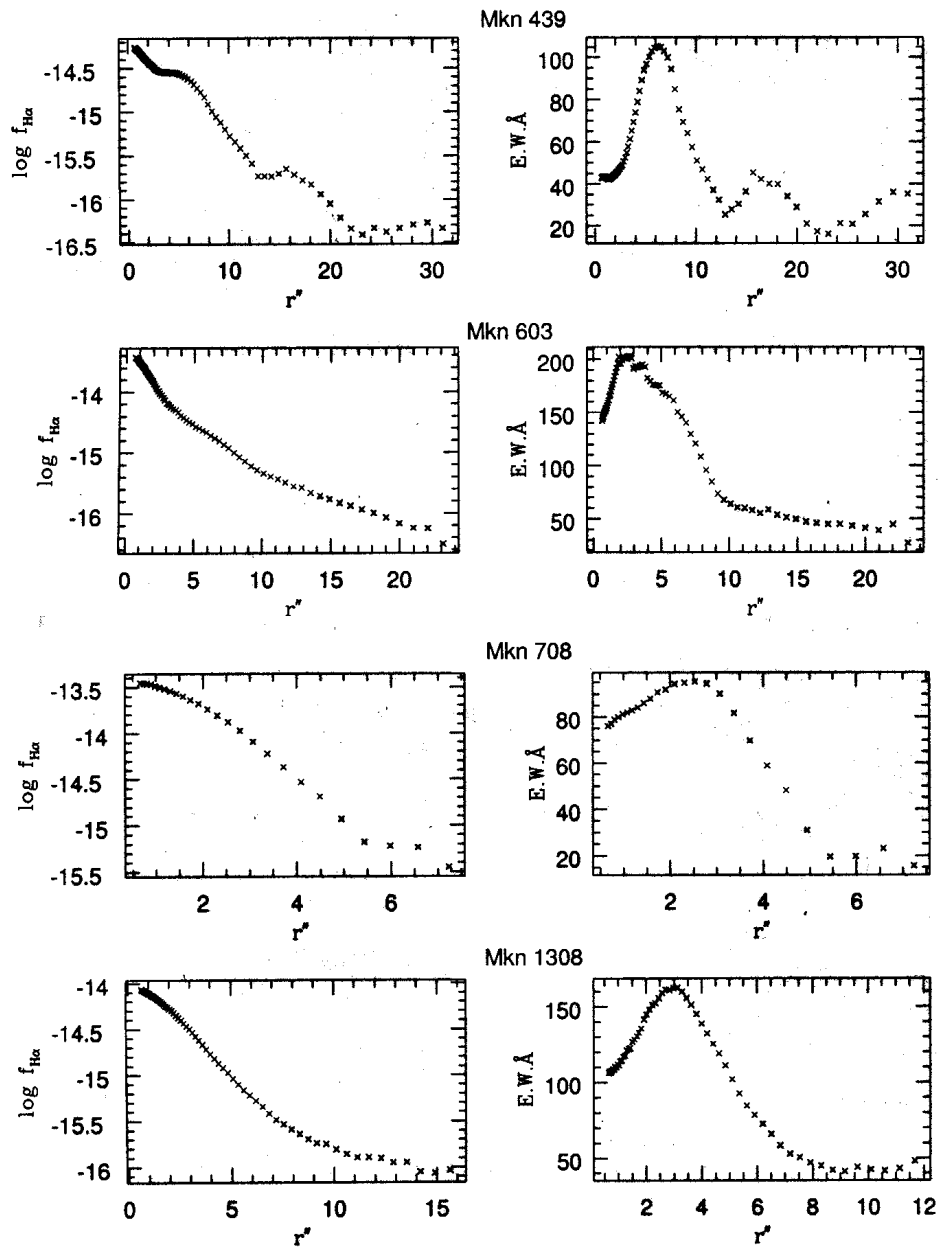 Mkn 439
log f Hα
-14.5
-15
-15.5
-16
-16.5
0 10 20 30
r″
E.W.Å
100
80
60
40
20
0 10 20 30
r″
Mkn 603
log f Hα
-14
-15
-16
0 5 10 15 20
r″
E.W.Å
200
150
100
50
0 5 10 15 20
r″
Mkn 708
log f Hα
-13.5
-14
-14.5
-15
-15.5
2 4 6
r″
E.W.Å
80
60
40
20
2 4 6
r″
Mkn 1308
log f Hα
-14
-14.5
-15
-15.5
-16
0 5 10 15
r″
E.W.Å
150
100
50
2 4 6 8 10 12
r″